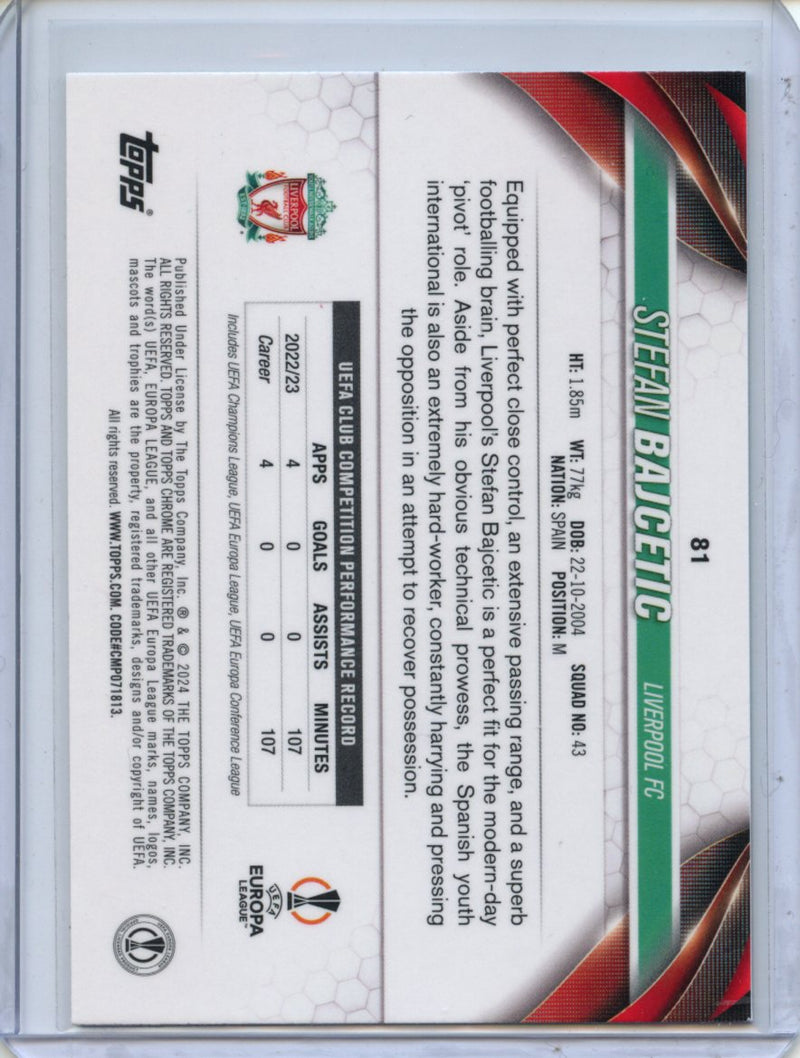 81
STEFAN BAJCETIC
LIVERPOOL FC
HT: 1.85m WT: 77kg DOB: 22-10-2004 SQUAD NO: 43
NATION: SPAIN POSITION: M
Equipped with perfect close control, an extensive passing range, and a superb
footballing brain, Liverpool's Stefan Bajcetic is a perfect fit for the modern-day
'pivot' role. Aside from his obvious technical prowess, the Spanish youth
international is also an extremely hard-worker, constantly harrying and pressing
the opposition in an attempt to recover possession.
LIVERPOOL
FOOTBALL CLUB
UEFA CLUB COMPETITION PERFORMANCE RECORD
APPS GOALS ASSISTS MINUTES
2022/23 4 0 0 107
Career 4 0 0 107
Includes UEFA Champions League, UEFA Europa League, UEFA Europa Conference League
UEFA
EUROPA
LEAGUE™
Topps®
Published Under License by The Topps Company, Inc. ® & © 2024 THE TOPPS COMPANY, INC.
ALL RIGHTS RESERVED. TOPPS AND TOPPS CHROME ARE REGISTERED TRADEMARKS OF THE TOPPS COMPANY, INC.
The word(s) UEFA, EUROPA LEAGUE, and all other UEFA Europa League marks, names, logos,
mascots and trophies are the property, registered trademarks, designs and/or copyright of UEFA.
All rights reserved. WWW.TOPPS.COM. CODE#CMP071813.